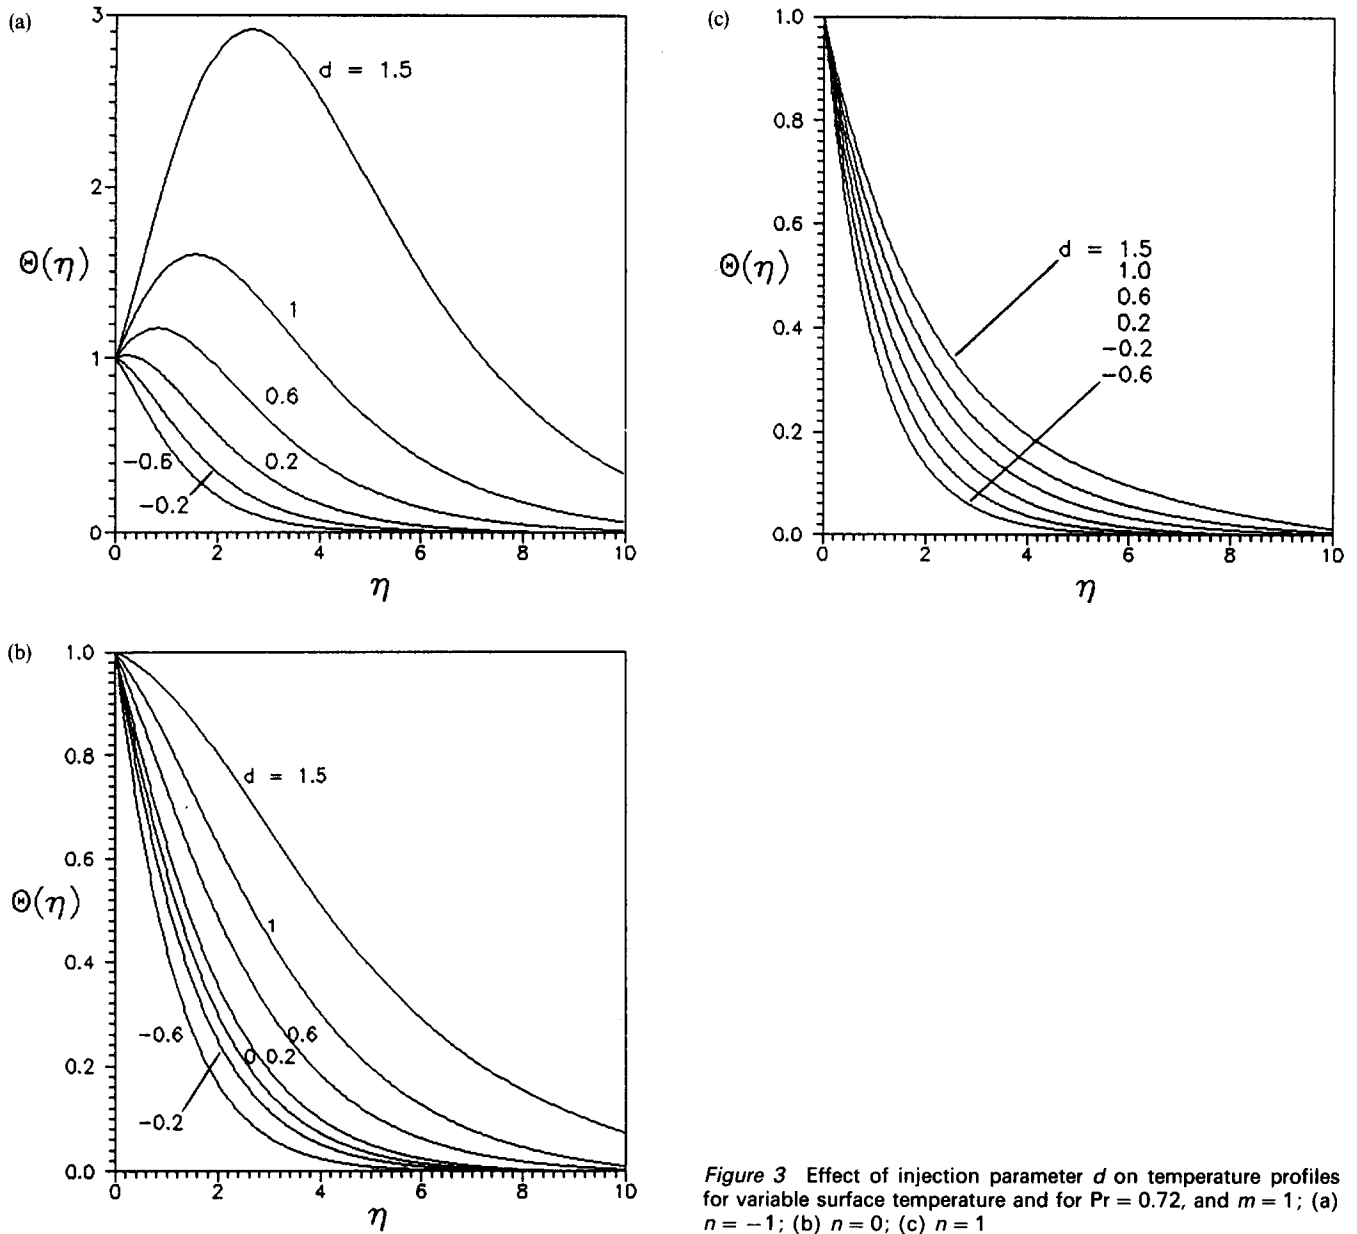 (a)
3
2
1
0
Θ(η)
d = 1.5
1
0.6
0.2
−0.6
−0.2
0 2 4 6 8 10
η
(c)
1.0
0.8
0.6
0.4
0.2
0.0
Θ(η)
d = 1.5
1.0
0.6
0.2
−0.2
−0.6
0 2 4 6 8 10
η
(b)
1.0
0.8
0.6
0.4
0.2
0.0
Θ(η)
d = 1.5
1
0.6
0.2
0
−0.6
−0.2
0 2 4 6 8 10
η
Figure 3 Effect of injection parameter d on temperature profiles
for variable surface temperature and for Pr = 0.72, and m = 1; (a)
n = −1; (b) n = 0; (c) n = 1